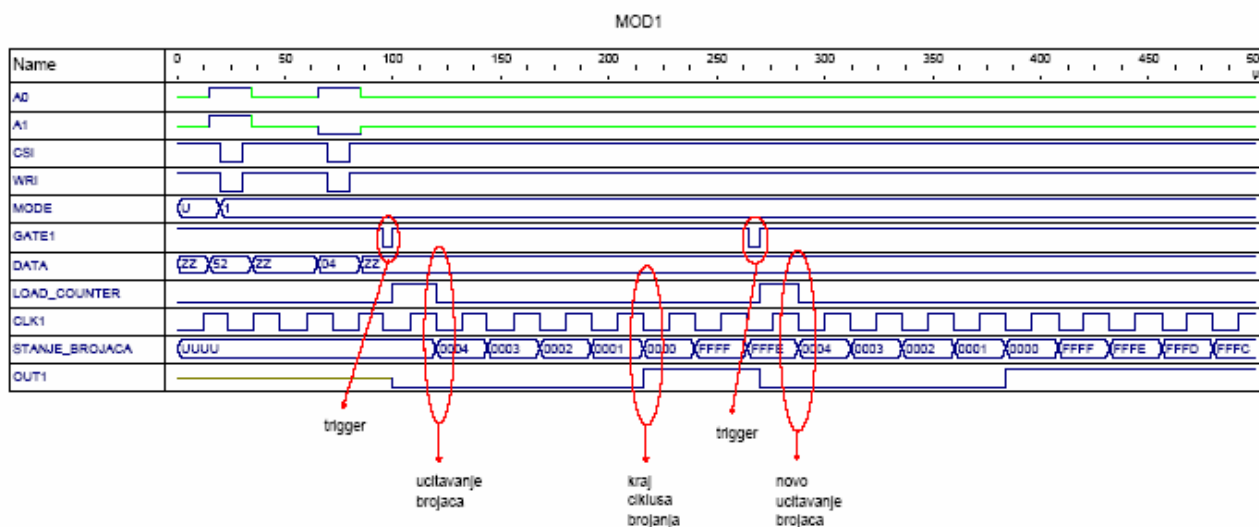 MOD1
Name 0 50 100 150 200 250 300 350 400 450
A0
A1
CSI
WRI
MODE U 1
GATE1
DATA ZZ 52 ZZ 04 ZZ
LOAD_COUNTER
CLK1
STANJE_BROJACA UUUU 0004 0003 0002 0001 0000 FFFF FFFE 0004 0003 0002 0001 0000 FFFF FFFE FFFD FFFC
OUT1
trigger
trigger
ucitavanje
brojaca
kraj
ciklusa
brojanja
novo
ucitavanje
brojaca